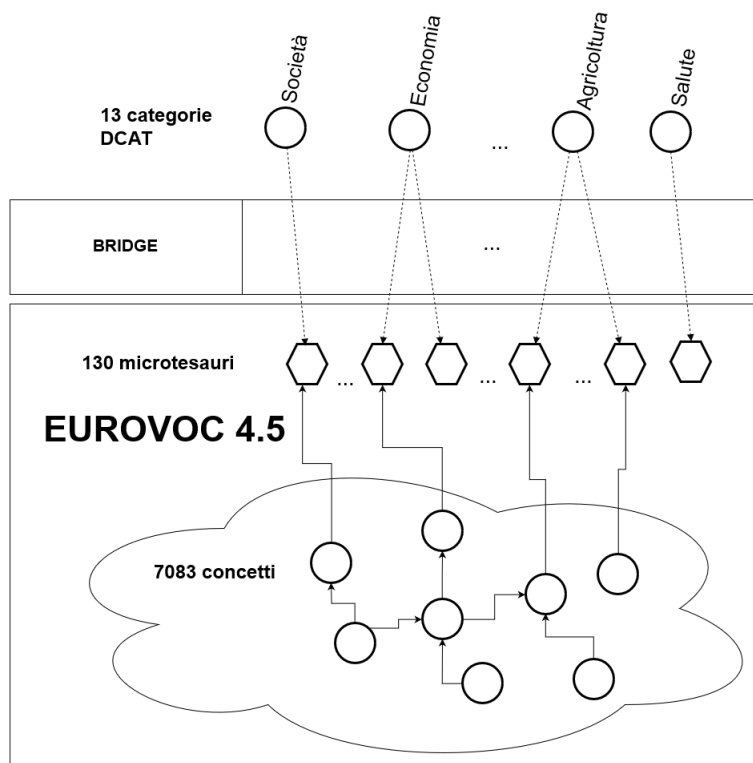 Società
Economia
Agricoltura
Salute
13 categorie
DCAT
...
BRIDGE
...
130 microtesauri
...
...
...
EUROVOC 4.5
7083 concetti